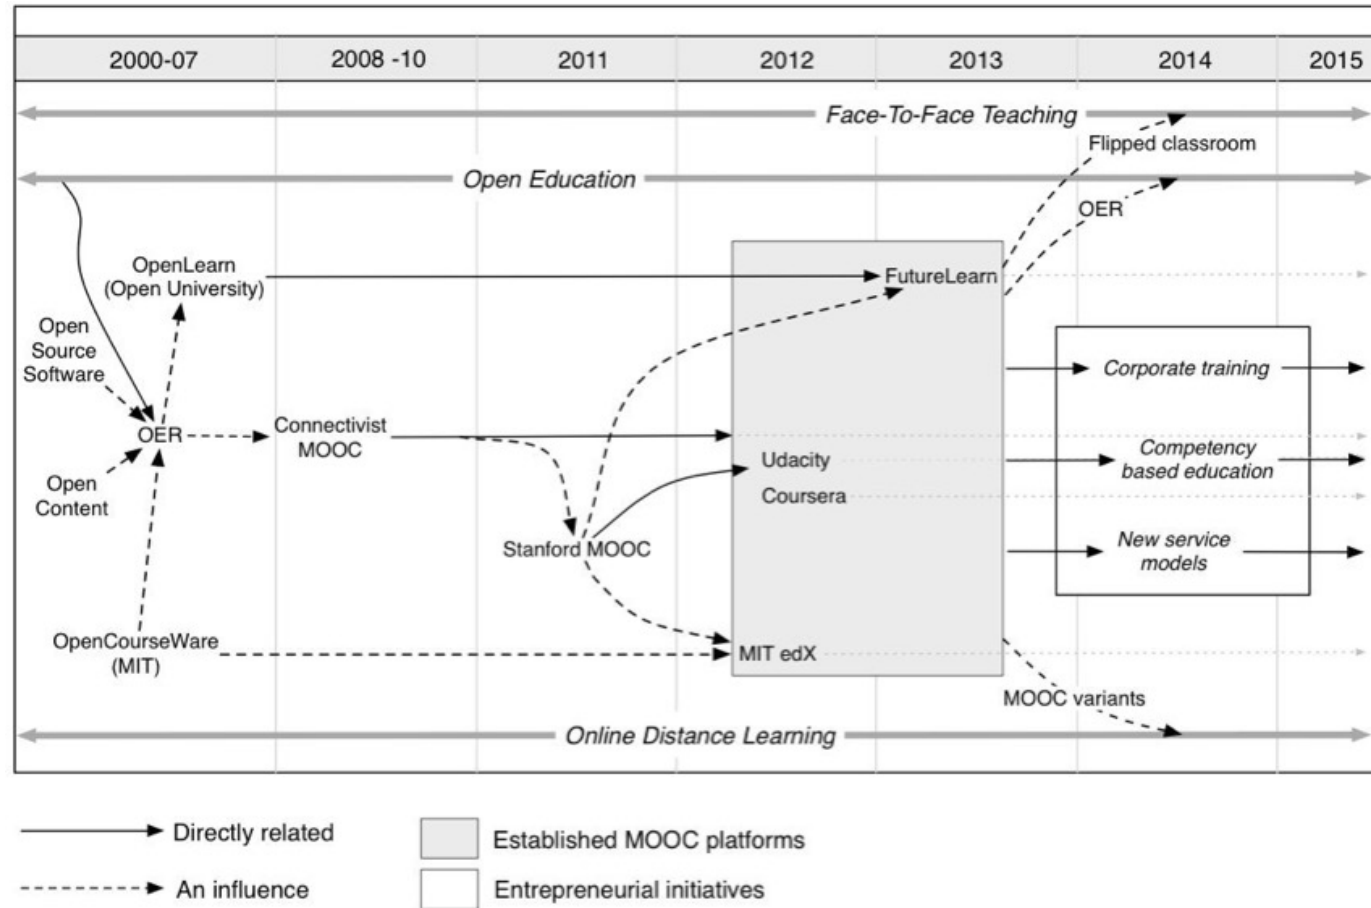 2000-07
2008 -10
2011
2012
2013
2014
2015
Face-To-Face Teaching
Flipped classroom
Open Education
OER
OpenLearn
(Open University)
FutureLearn
Open
Source
Software
Corporate training
OER
Connectivist
MOOC
Udacity
Competency
based education
Open
Content
Coursera
Stanford MOOC
New service
models
OpenCourseWare
(MIT)
MIT edX
MOOC variants
Online Distance Learning
Directly related
Established MOOC platforms
An influence
Entrepreneurial initiatives